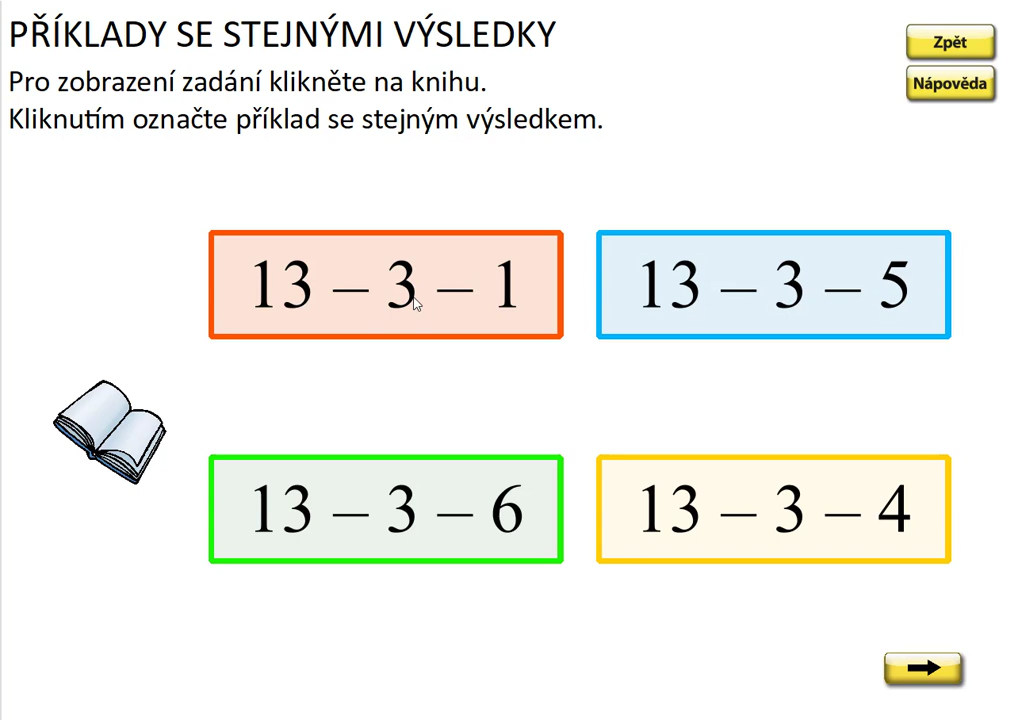 PŘÍKLADY SE STEJNÝMI VÝSLEDKY
Zpět
Pro zobrazení zadání klikněte na knihu.
Nápověda
Kliknutím označte příklad se stejným výsledkem.
13 – 3 – 1
13 – 3 – 5
13 – 3 – 6
13 – 3 – 4